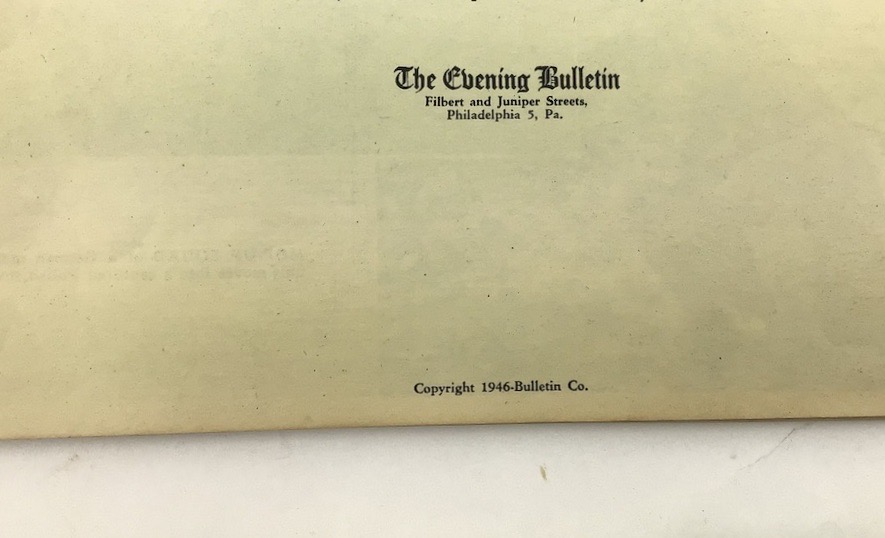 The Evening Bulletin
Filbert and Juniper Streets,
Philadelphia 5, Pa.
Copyright 1946-Bulletin Co.